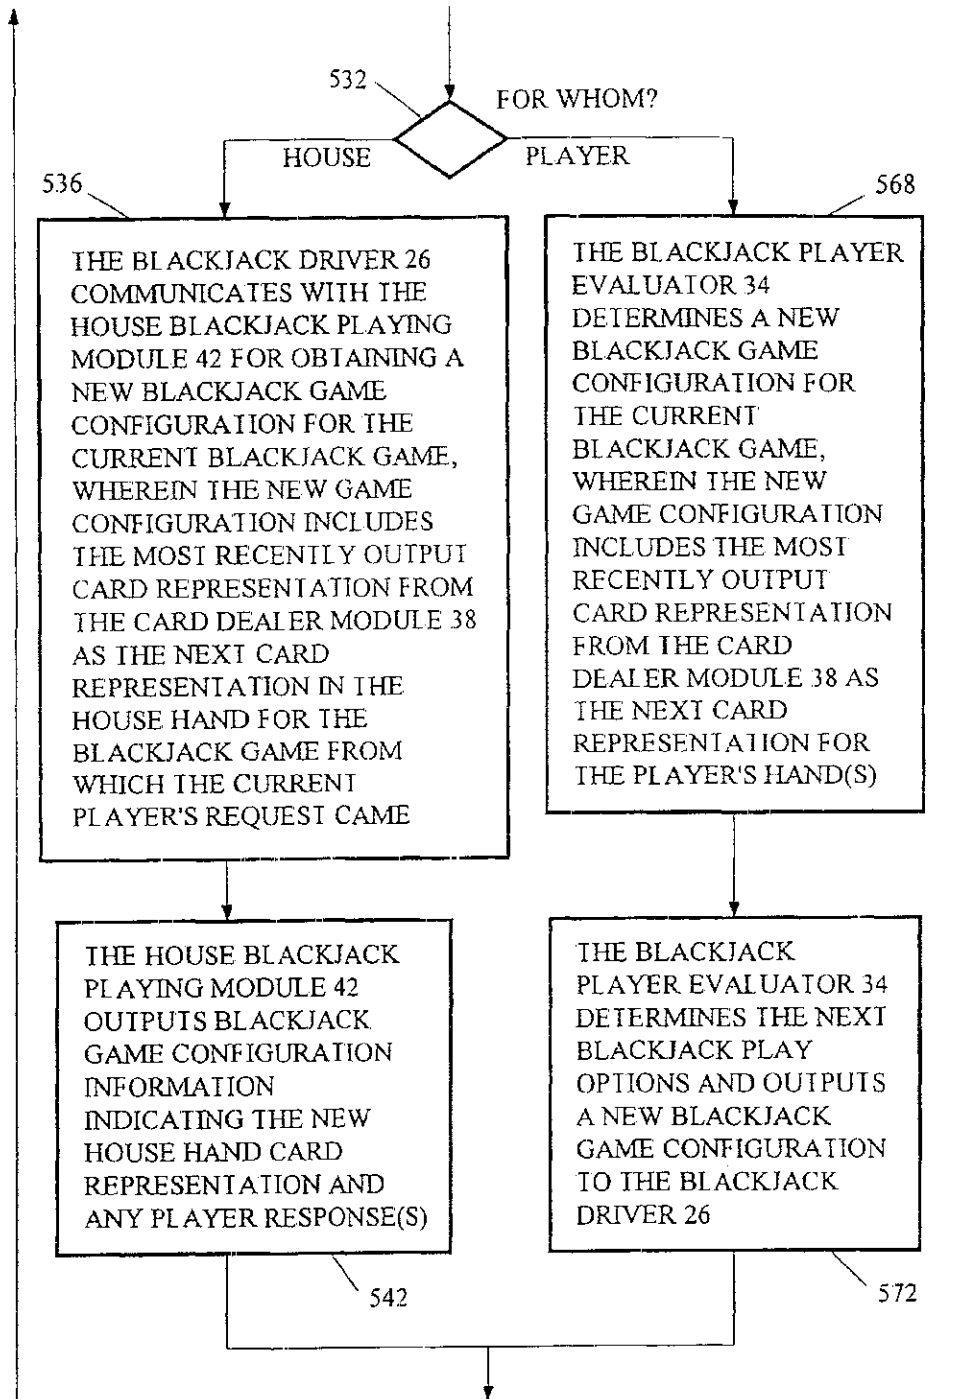 532
FOR WHOM?
HOUSE
PLAYER
536
THE BLACKJACK DRIVER 26
COMMUNICATES WITH THE
HOUSE BLACKJACK PLAYING
MODULE 42 FOR OBTAINING A
NEW BLACKJACK GAME
CONFIGURATION FOR THE
CURRENT BLACKJACK GAME,
WHEREIN THE NEW GAME
CONFIGURATION INCLUDES
THE MOST RECENTLY OUTPUT
CARD REPRESENTATION FROM
THE CARD DEALER MODULE 38
AS THE NEXT CARD
REPRESENTATION IN THE
HOUSE HAND FOR THE
BLACKJACK GAME FROM
WHICH THE CURRENT
PLAYER'S REQUEST CAME
568
THE BLACKJACK PLAYER
EVALUATOR 34
DETERMINES A NEW
BLACKJACK GAME
CONFIGURATION FOR
THE CURRENT
BLACKJACK GAME,
WHEREIN THE NEW
GAME CONFIGURATION
INCLUDES THE MOST
RECENTLY OUTPUT
CARD REPRESENTATION
FROM THE CARD
DEALER MODULE 38 AS
THE NEXT CARD
REPRESENTATION FOR
THE PLAYER'S HAND(S)
THE HOUSE BLACKJACK
PLAYING MODULE 42
OUTPUTS BLACKJACK
GAME CONFIGURATION
INFORMATION
INDICATING THE NEW
HOUSE HAND CARD
REPRESENTATION AND
ANY PLAYER RESPONSE(S)
542
THE BLACKJACK
PLAYER EVALUATOR 34
DETERMINES THE NEXT
BLACKJACK PLAY
OPTIONS AND OUTPUTS
A NEW BLACKJACK
GAME CONFIGURATION
TO THE BLACKJACK
DRIVER 26
572